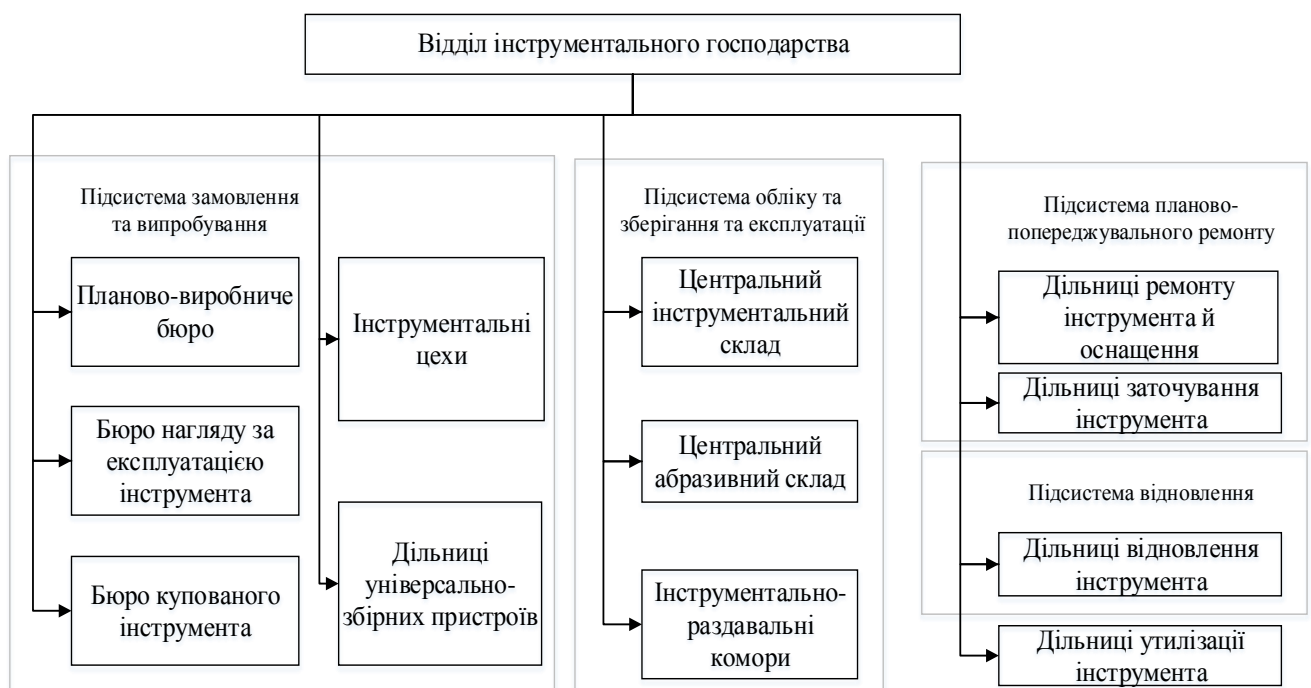 Відділ інструментального господарства
Підсистема замовлення
та випробування
Планово-виробниче
бюро
Бюро нагляду за
експлуатацією
інструмента
Бюро купованого
інструмента
Інструментальні
цехи
Дільниці
універсально-
збірних пристроїв
Підсистема обліку та
зберігання та експлуатації
Центральний
інструментальний
склад
Центральний
абразивний склад
Інструментально-
раздавальні
комори
Підсистема планово-
попереджувального ремонту
Дільниці ремонту
інструмента й
оснащення
Дільниці заточування
інструмента
Підсистема відновлення
Дільниці відновлення
інструмента
Дільниці утилізації
інструмента